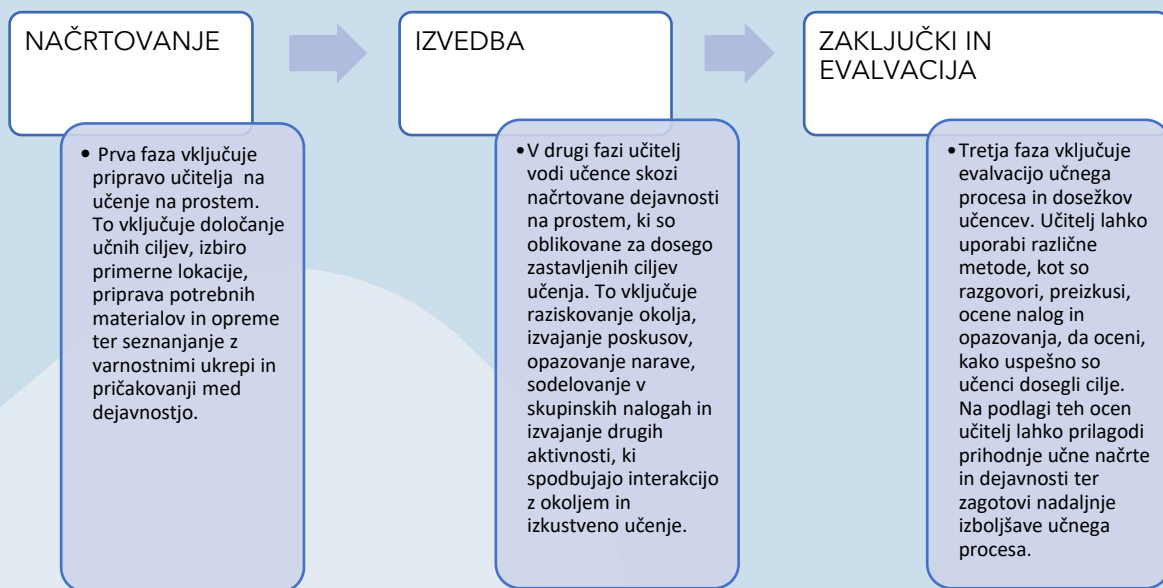 NAČRTOVANJE
• Prva faza vključuje
pripravo učitelja na
učenje na prostem.
To vključuje določanje
učnih ciljev, izbiro
primerne lokacije,
priprava potrebnih
materialov in opreme
ter seznanjanje z
varnostnimi ukrepi in
pričakovanji med
dejavnostjo.
IZVEDBA
•V drugi fazi učitelj
vodi učence skozi
načrtovane dejavnosti
na prostem, ki so
oblikovane za dosego
zastavljenih ciljev
učenja. To vključuje
raziskovanje okolja,
izvajanje poskusov,
opazovanje narave,
sodelovanje v
skupinskih nalogah in
izvajanje drugih
aktivnosti, ki
spodbujajo interakcijo
z okoljem in
izkustveno učenje.
ZAKLJUČKI IN
EVALVACIJA
•Tretja faza vključuje
evalvacijo učnega
procesa in dosežkov
učencev. Učitelj lahko
uporabi različne
metode, kot so
razgovori, preizkusi,
ocene nalog in
opazovanja, da oceni,
kako uspešno so
učenci dosegli cilje.
Na podlagi teh ocen
učitelj lahko prilagodi
prihodnje učne načrte
in dejavnosti ter
zagotovi nadaljnje
izboljšave učnega
procesa.